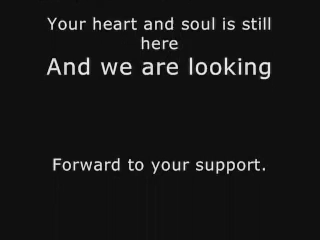 Your heart and soul is still
here
And we are looking
Forward to your support.